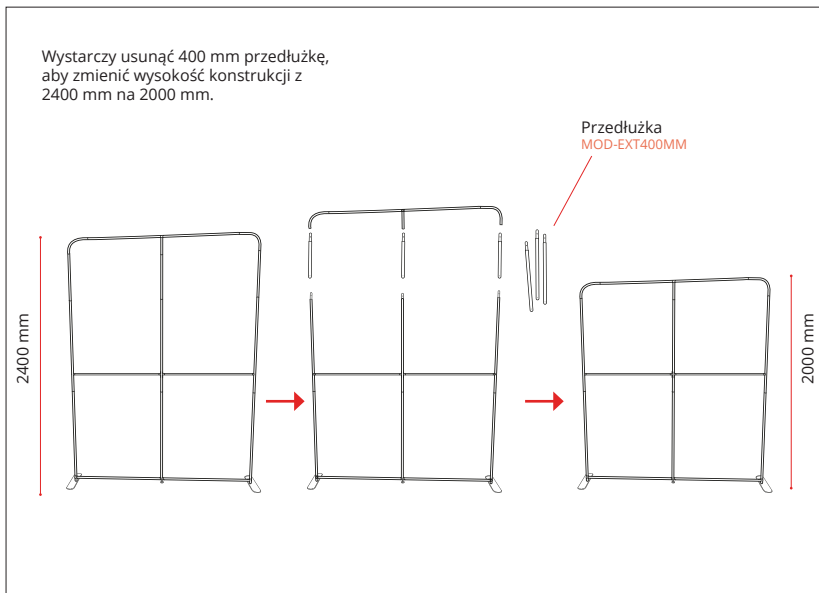 Wystarczy usunąć 400 mm przedłużkę,
aby zmienić wysokość konstrukcji z
2400 mm na 2000 mm.
Przedłużka
MOD-EXT400MM
2400 mm
2000 mm